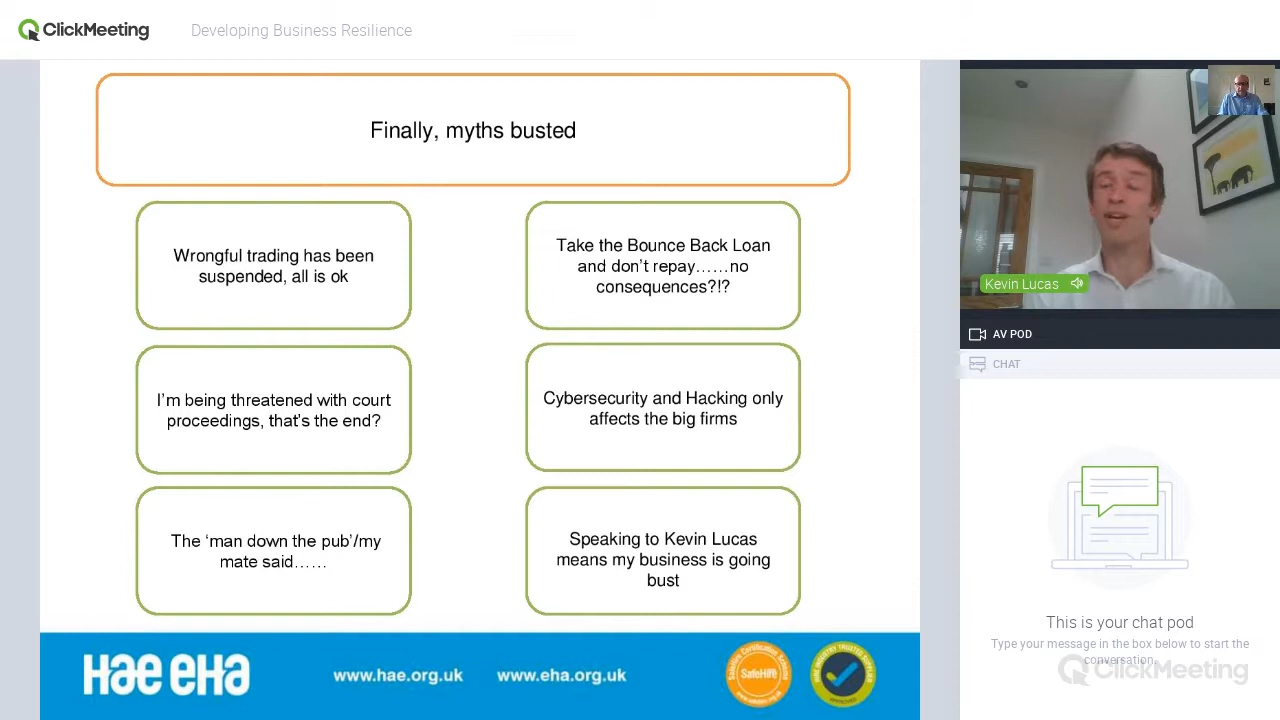 ClickMeeting
Developing Business Resilience
Finally, myths busted
Wrongful trading has been
suspended, all is ok
Take the Bounce Back Loan
and don't repay……no
consequences?!?
I'm being threatened with court
proceedings, that's the end?
Cybersecurity and Hacking only
affects the big firms
The ‘man down the pub’/my
mate said……
Speaking to Kevin Lucas
means my business is going
bust
Hae eHa
www.hae.org.uk
www.eha.org.uk
SafeHire
Kevin Lucas
AV POD
CHAT
This is your chat pod
Type your message in the box below to start the
conversation.
ClickMeeting